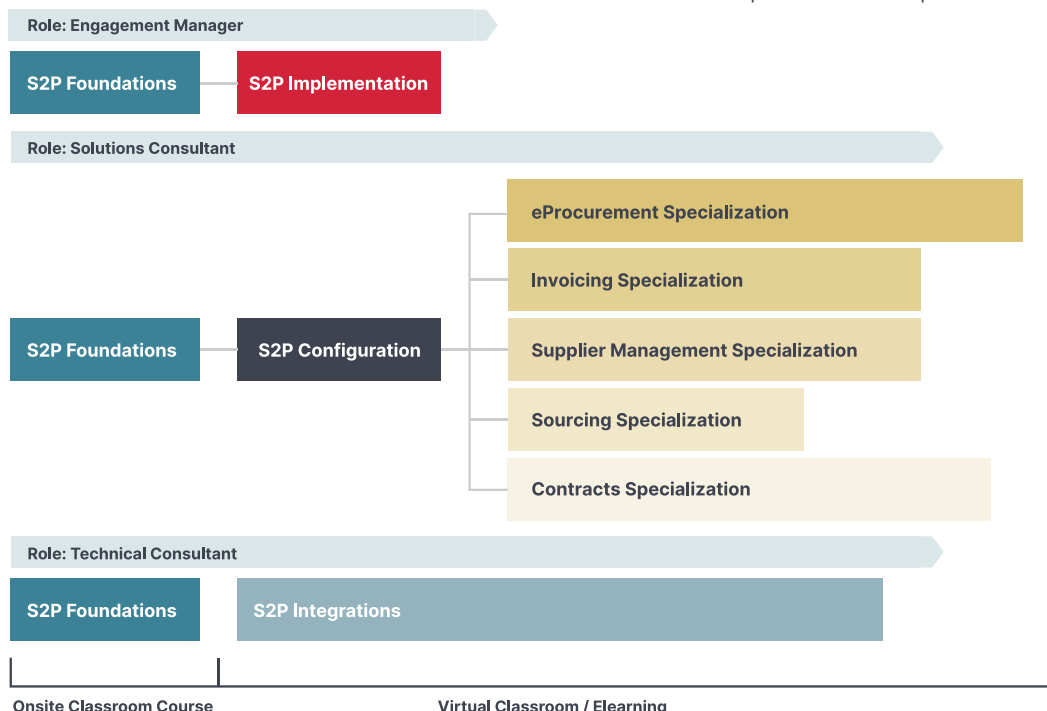 Role: Engagement Manager
S2P Foundations
S2P Implementation
Role: Solutions Consultant
eProcurement Specialization
Invoicing Specialization
S2P Foundations
S2P Configuration
Supplier Management Specialization
Sourcing Specialization
Contracts Specialization
Role: Technical Consultant
S2P Foundations
S2P Integrations
Onsite Classroom Course
Virtual Classroom / Elearning